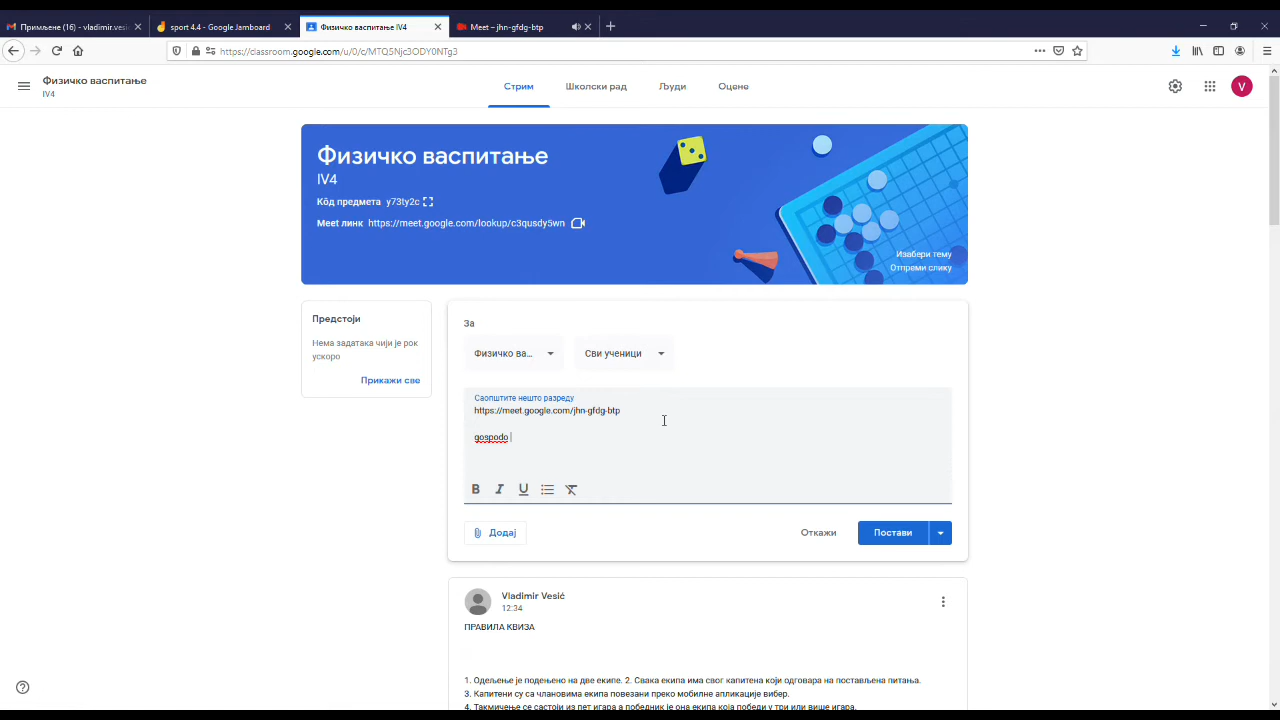 Примљене (16) - vladimir.vesic
sport 4.4 - Google Jamboard
Физичко васпитање IV4
Meet – jhn-gfdg-btp
https://classroom.google.com/u/0/c/MTQ5Njc3ODY0NTg3
Физичко васпитање
IV4
Стрим
Школски рад
Људи
Оцене
V
Физичко васпитање
IV4
Кôд предмета y73ty2c
Meet линк https://meet.google.com/lookup/c3qusdy5wn
Изабери тему
Отпреми слику
Предстоји
Нема задатака чији је рок
ускоро
Прикажи све
За
Физичко ва...
Сви ученици
Саопштите нешто разреду
https://meet.google.com/jhn-gfdg-btp
gospodo
B I U
Додај
Откажи
Постави
Vladimir Vesić
12:34
ПРАВИЛА КВИЗА
1. Одељење је подењено на две екипе. 2. Свака екипа има свог капитена који одговара на постављена питања.
3. Капитени су са члановима екипа повезани преко мобилне апликације вибер.
4. Такмичење се састоји из пет игара а победник је она екипа која победи у три или више игара.